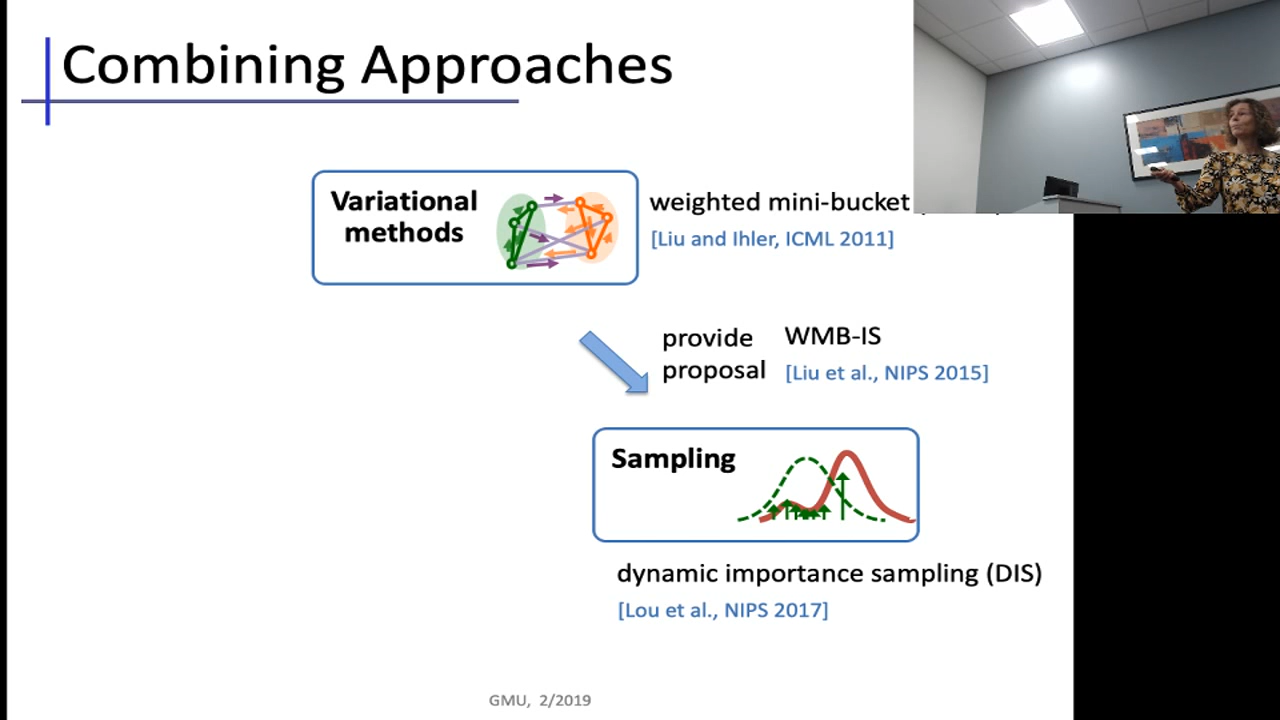 Combining Approaches
Variational
methods
weighted mini-bucket
[Liu and Ihler, ICML 2011]
provide
proposal
WMB-IS
[Liu et al., NIPS 2015]
Sampling
dynamic importance sampling (DIS)
[Lou et al., NIPS 2017]
GMU, 2/2019